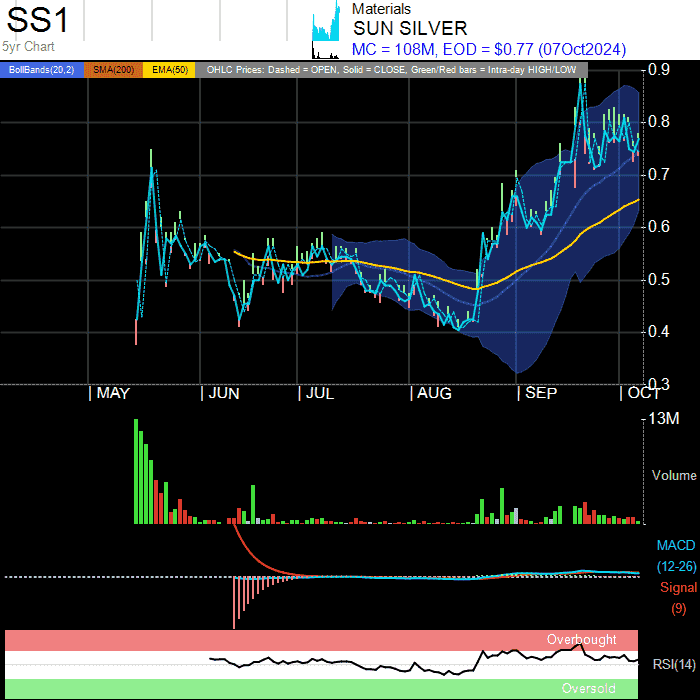 SS1
5yr Chart
Materials
SUN SILVER
MC = 108M, EOD = $0.77 (07Oct2024)
BollBands(20,2) SMA(200) EMA(50) OHLC Prices: Dashed = OPEN, Solid = CLOSE, Green/Red bars = Intra-day HIGH/LOW
0.9
0.8
0.7
0.6
0.5
0.4
0.3
MAY JUN JUL AUG SEP OCT
13M
Volume
MACD
(12-26)
Signal
(9)
Overbought
RSI(14)
Oversold